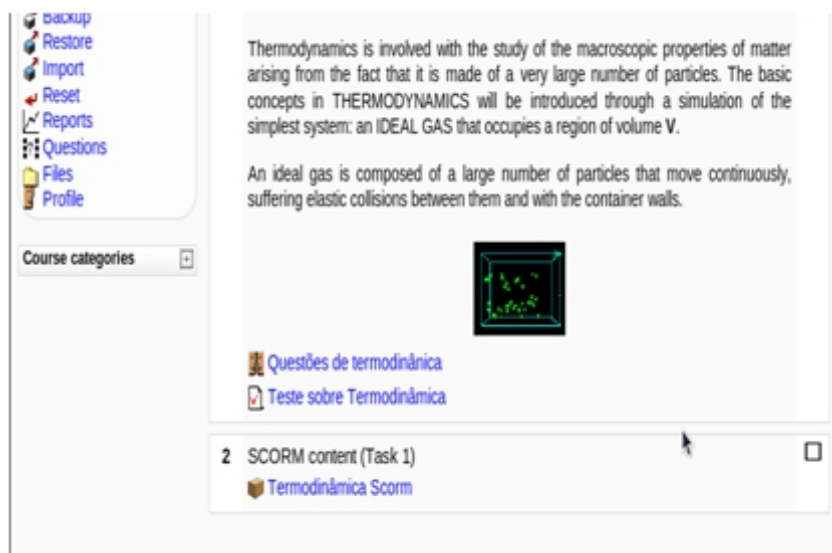 Backup
Restore
Import
Reset
Reports
Questions
Files
Profile
Course categories
Thermodynamics is involved with the study of the macroscopic properties of matter
arising from the fact that it is made of a very large number of particles. The basic
concepts in THERMODYNAMICS will be introduced through a simulation of the
simplest system: an IDEAL GAS that occupies a region of volume V.
An ideal gas is composed of a large number of particles that move continuously,
suffering elastic collisions between them and with the container walls.
Questões de termodinânica
Teste sobre Termodinâmica
2 SCORM content (Task 1)
Termodinâmica Scorm